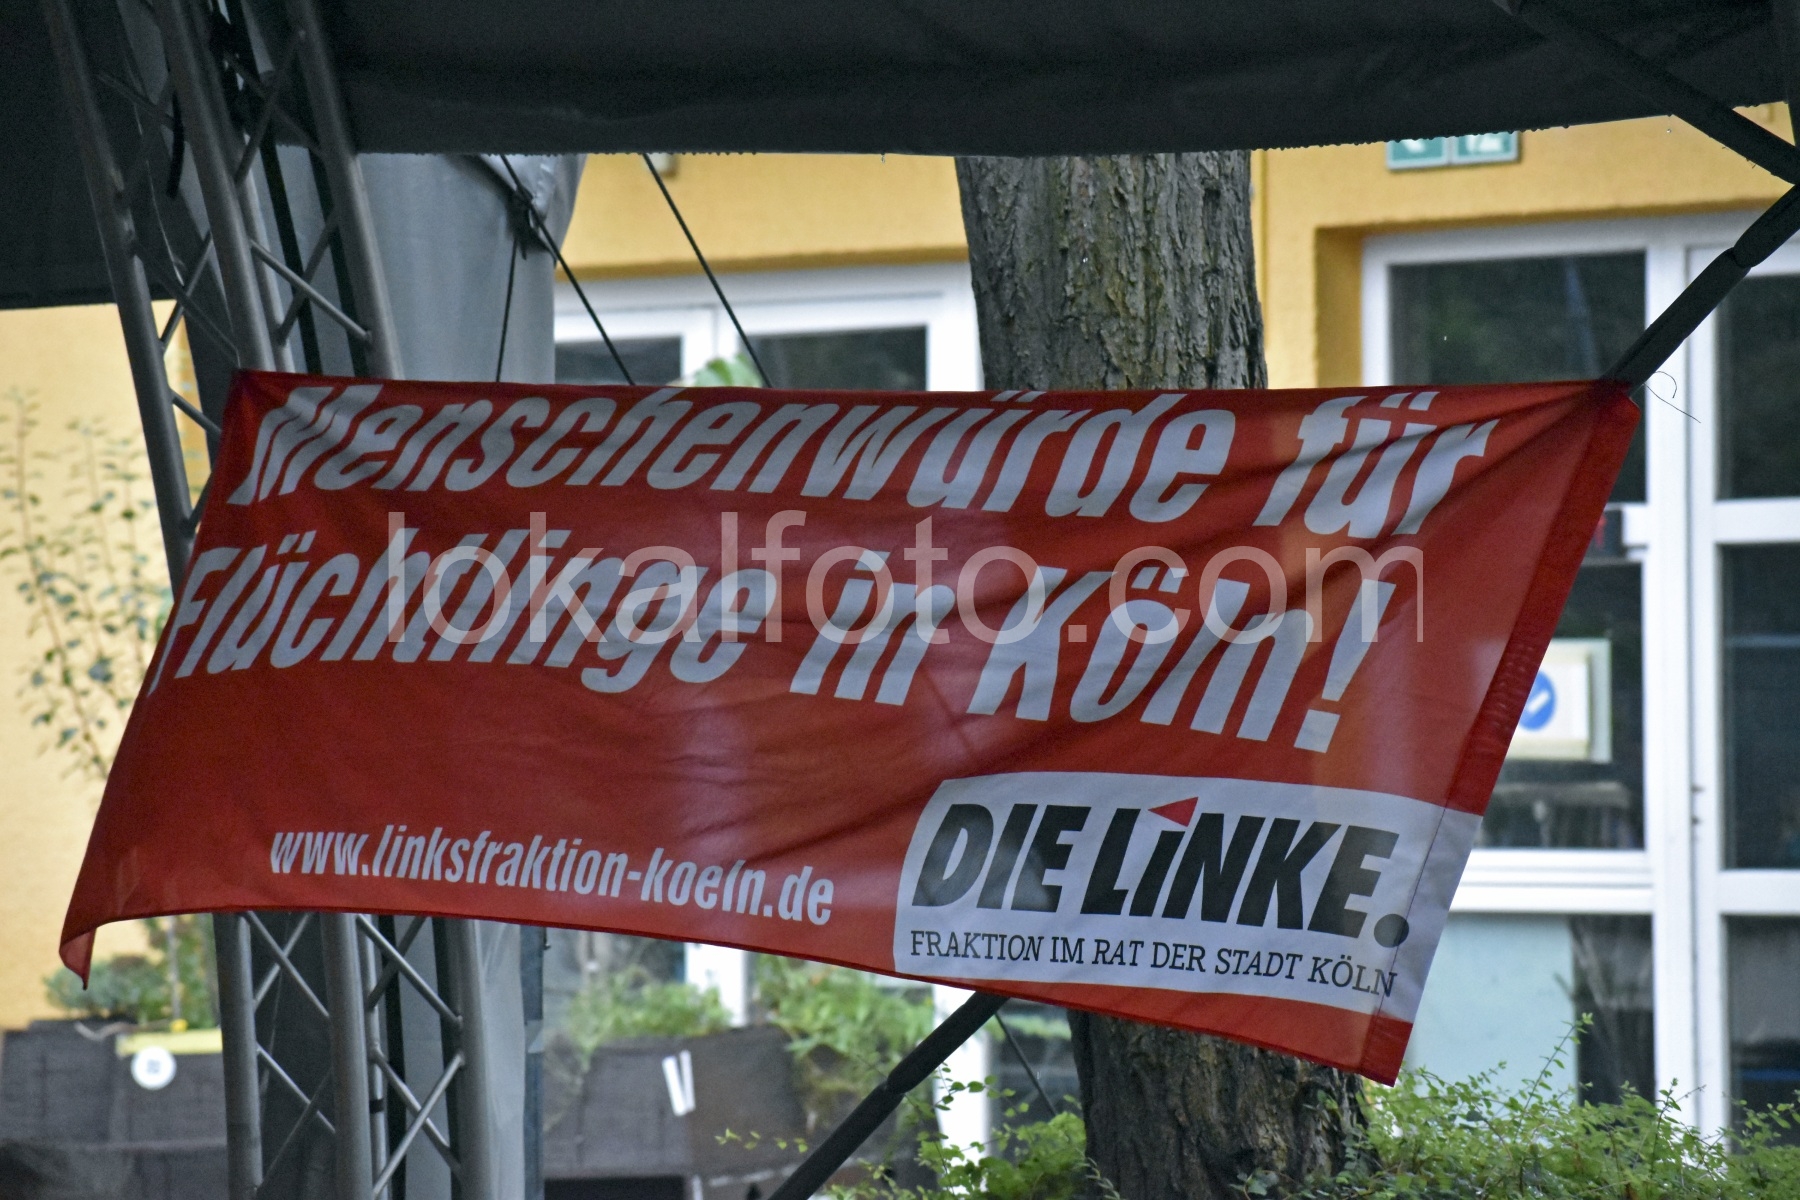 Menschenwürde für
Flüchtlinge in Köln!
lokalfoto.com
www.linksfraktion-koeln.de
DIE LiNKE.
FRAKTION IM RAT DER STADT KÖLN